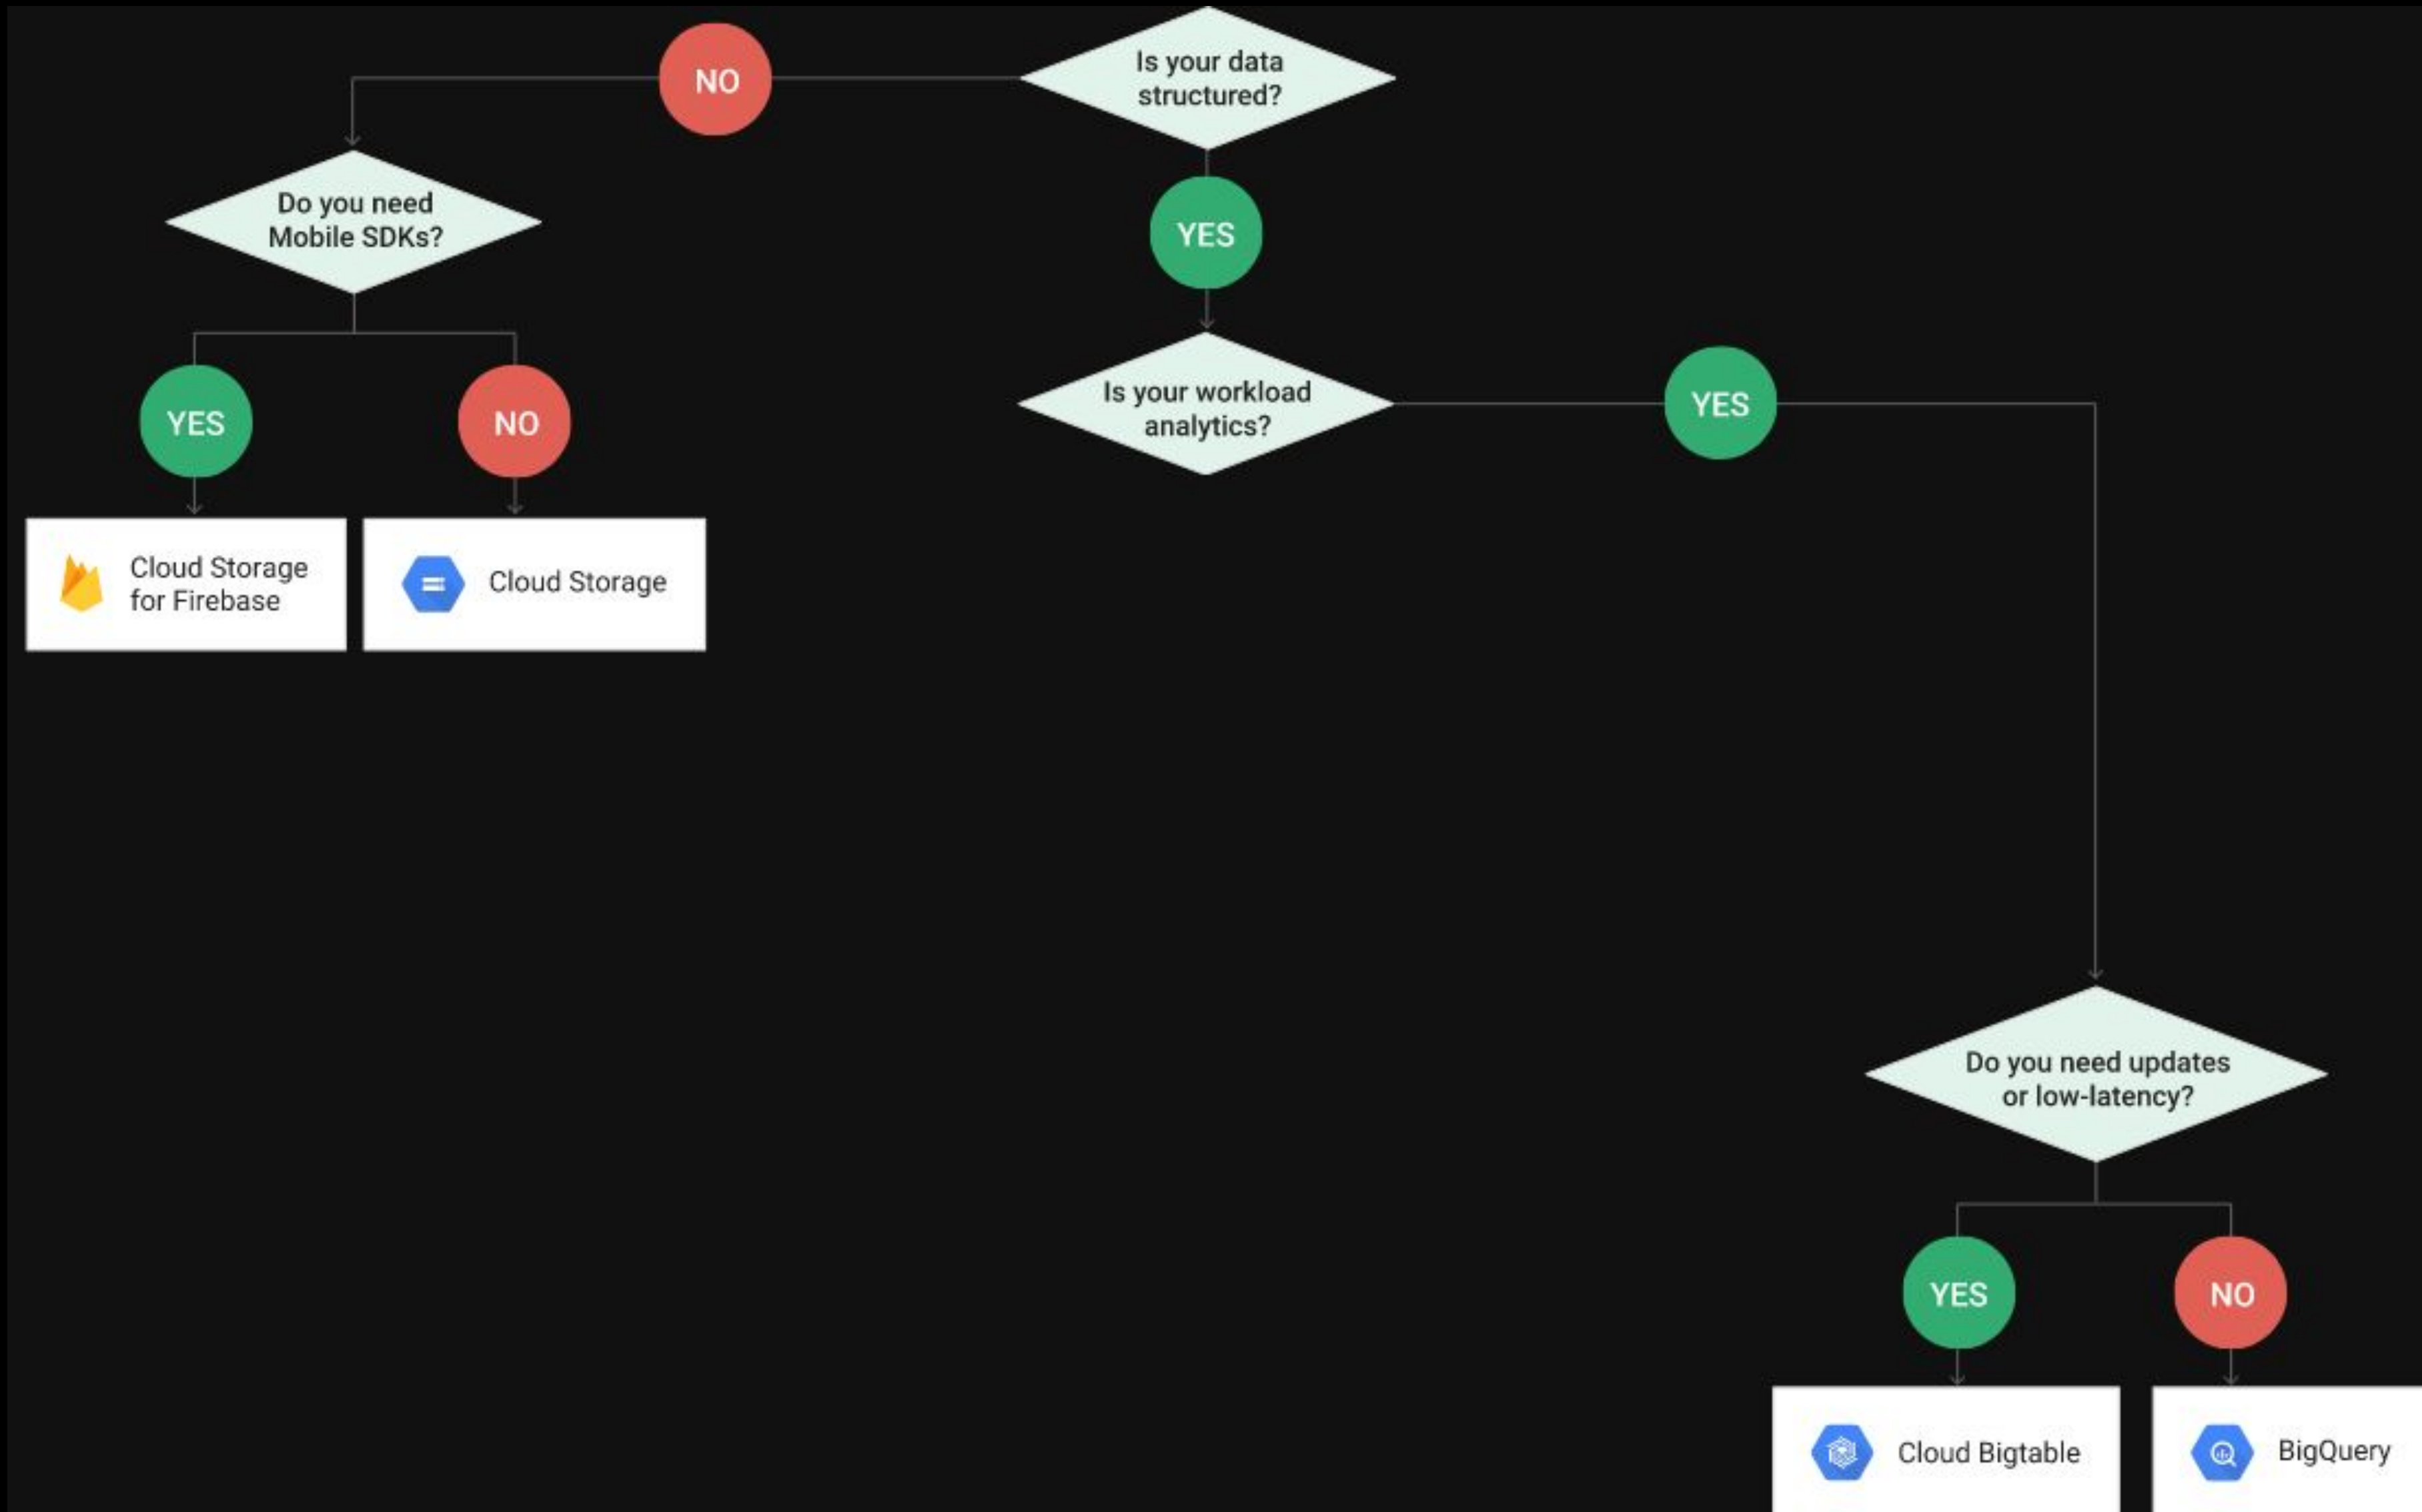 Is your data
structured?
NO
YES
Do you need
Mobile SDKs?
YES
NO
Cloud Storage
for Firebase
Cloud Storage
Is your workload
analytics?
YES
Do you need updates
or low-latency?
YES
NO
Cloud Bigtable
BigQuery